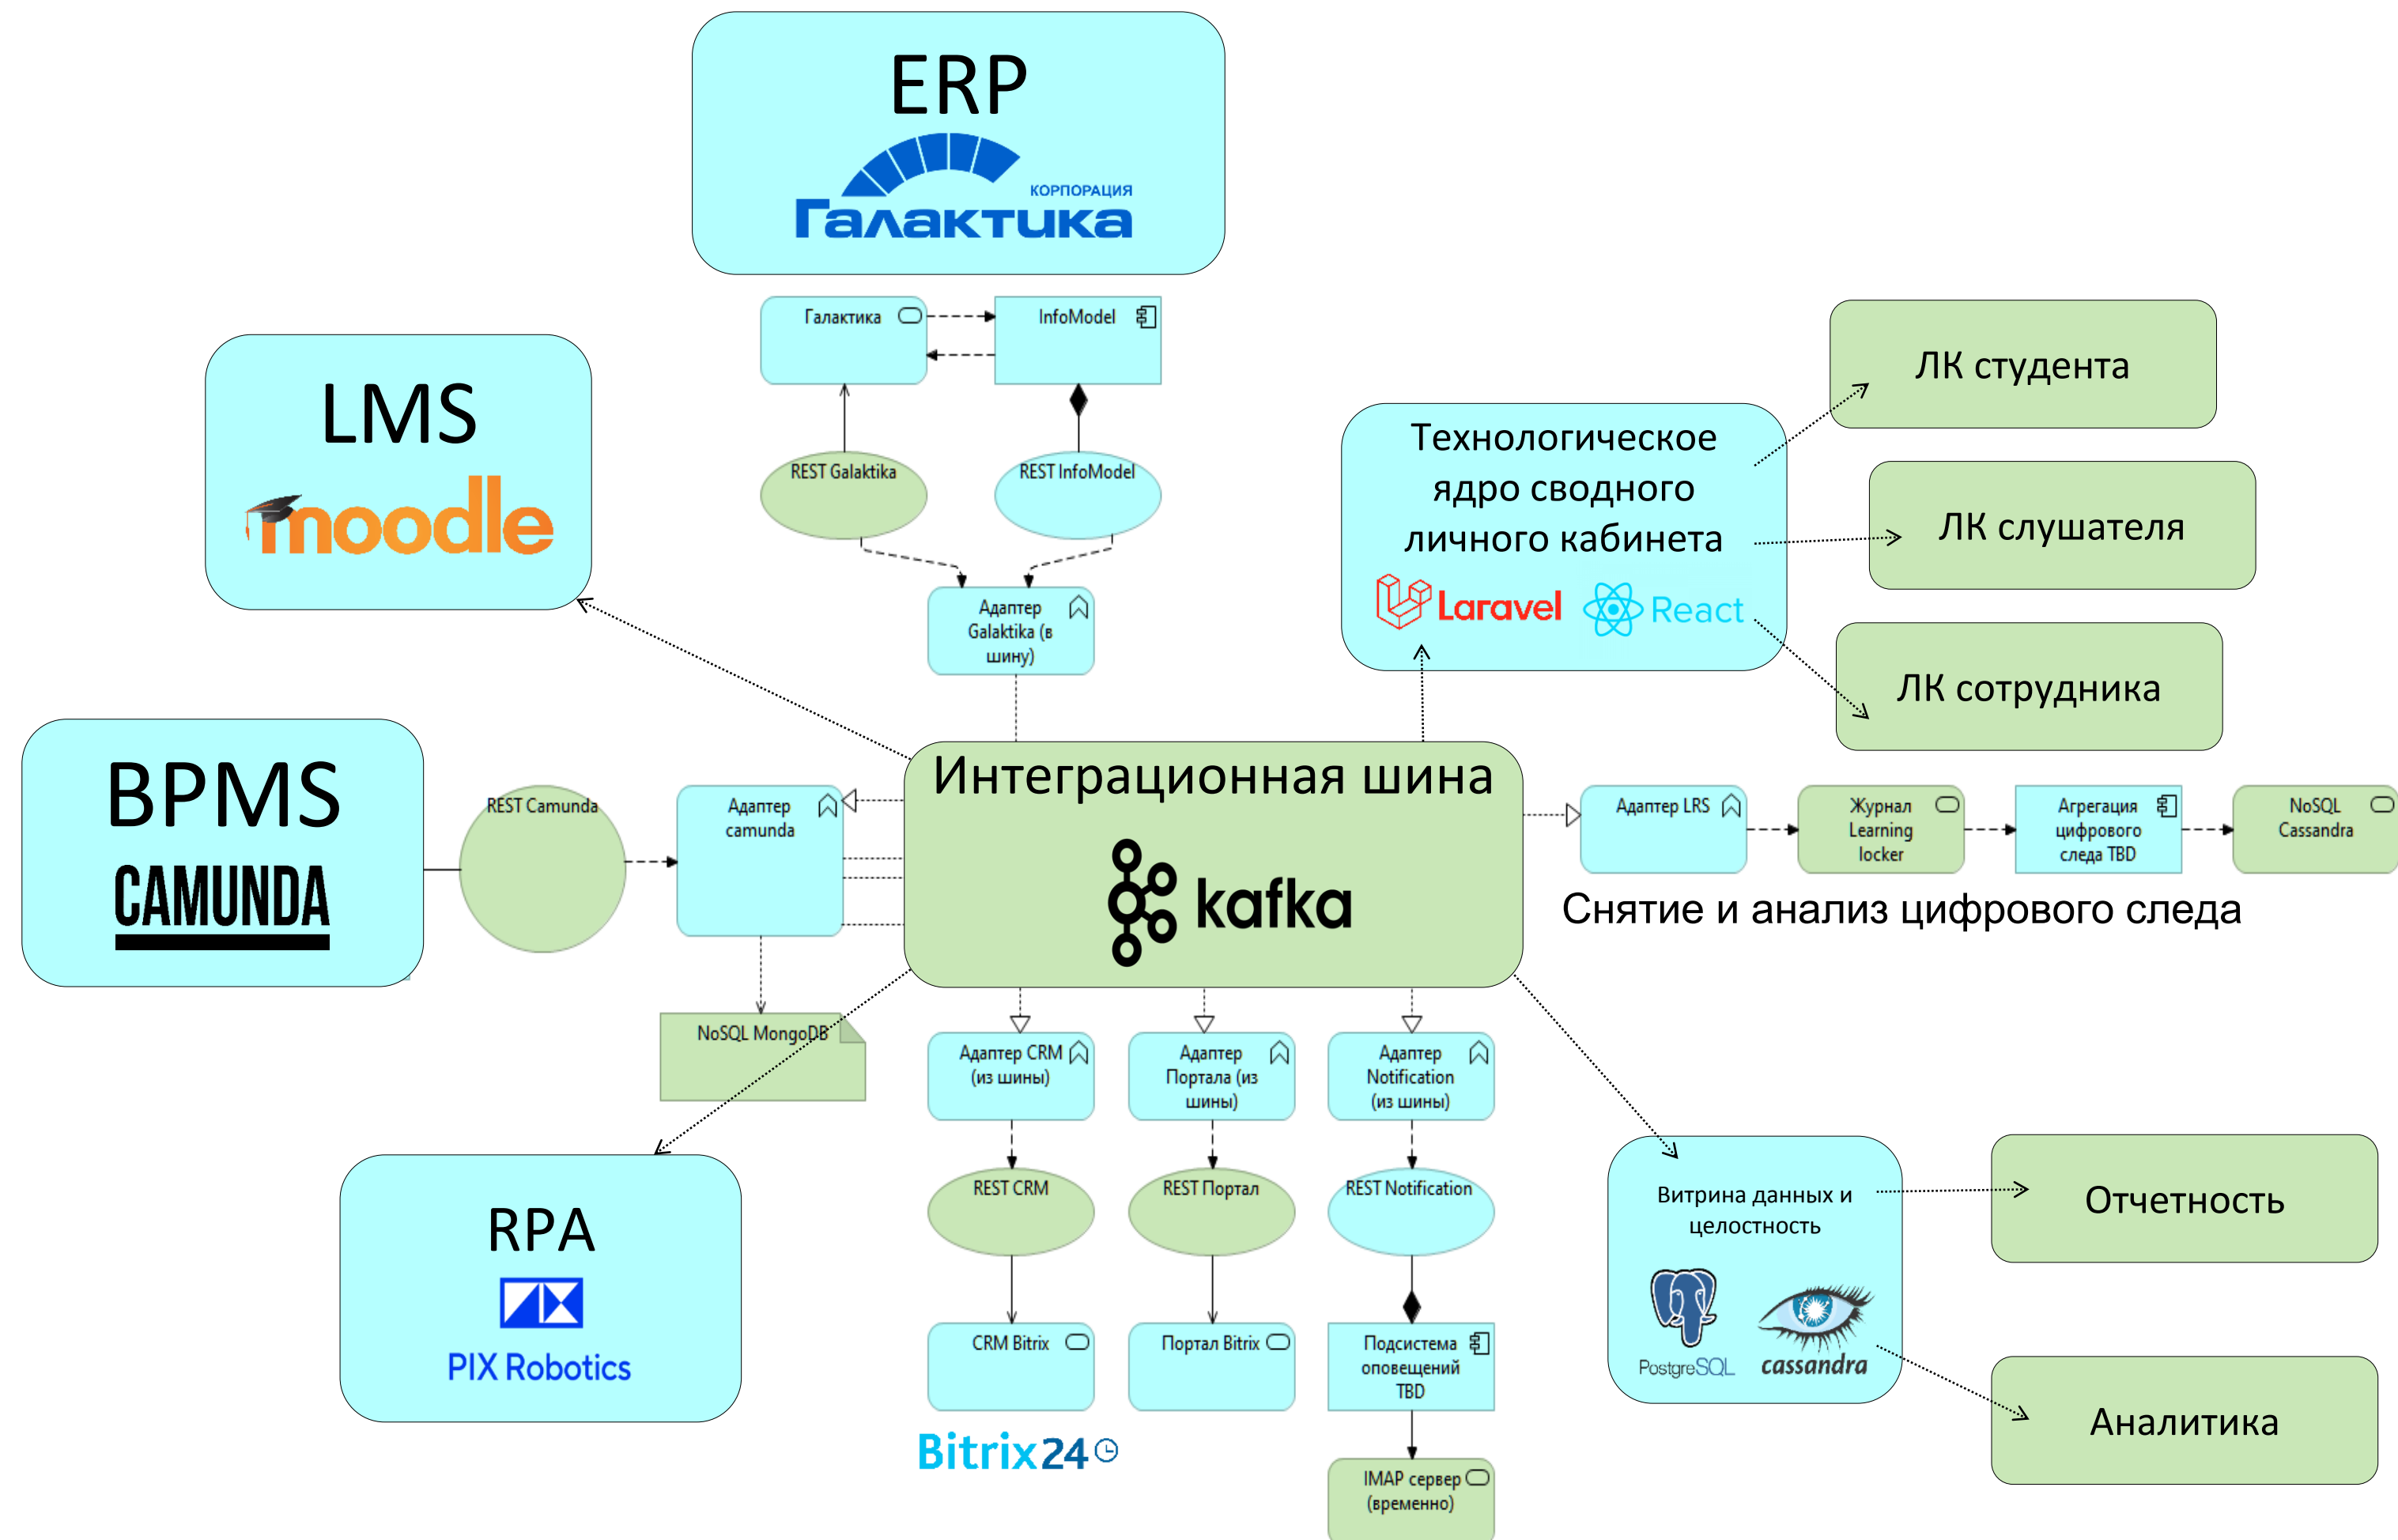 ERP
КОРПОРАЦИЯ
Галактика
Галактика
InfoModel
REST Galaktika
REST InfoModel
Адаптер
Galaktika (в
шину)
LMS
moodle
Технологическое
ядро сводного
личного кабинета
Laravel
React
ЛК студента
ЛК слушателя
ЛК сотрудника
BPMS
CAMUNDA
REST Camunda
Адаптер
camunda
NoSQL MongoDB
Интеграционная шина
kafka
Адаптер LRS
Журнал
Learning
locker
Агрегация
цифрового
следа TBD
NoSQL
Cassandra
Снятие и анализ цифрового следа
RPA
PIX Robotics
Адаптер CRM
(из шины)
REST CRM
CRM Bitrix
Bitrix24
Адаптер
Портала (из
шины)
REST Портал
Портал Bitrix
Адаптер
Notification
(из шины)
REST Notification
Подсистема
оповещений
TBD
IMAP сервер
(временно)
Витрина данных и
целостность
PostgreSQL
cassandra
Отчетность
Аналитика